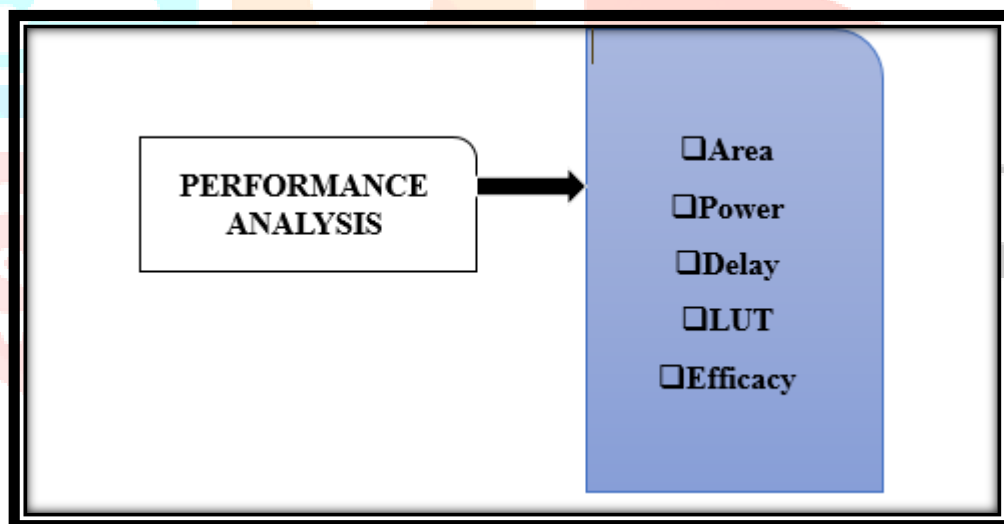 PERFORMANCE
ANALYSIS
❑Area
❑Power
❑Delay
❑LUT
❑Efficacy